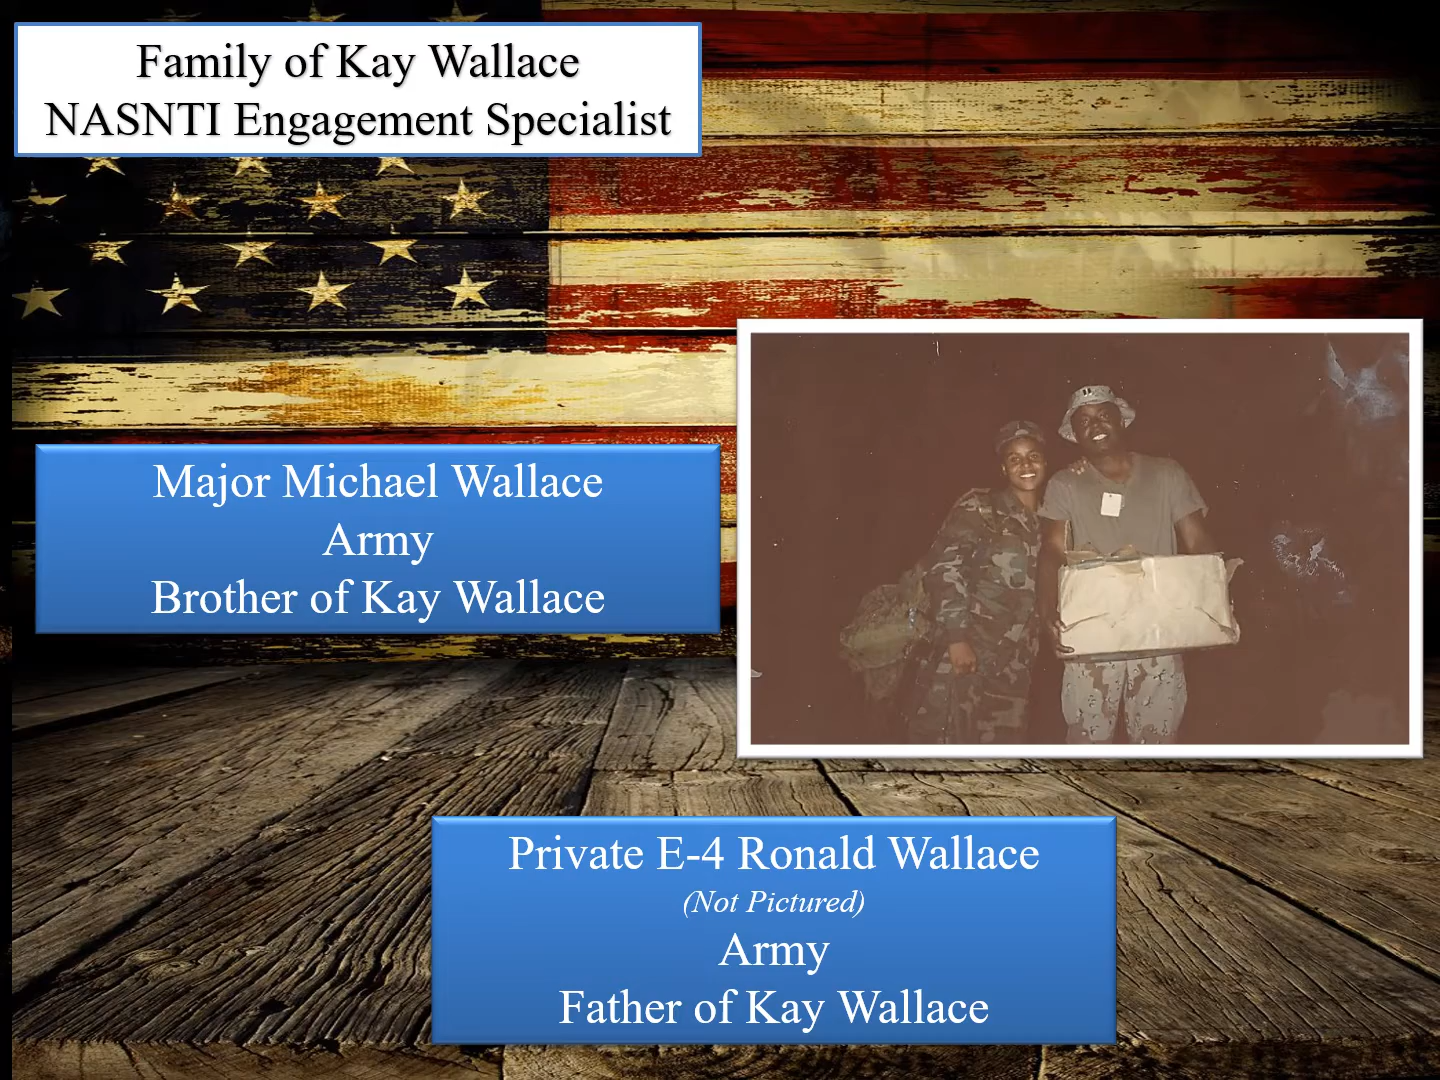 Family of Kay Wallace
NASNTI Engagement Specialist
Major Michael Wallace
Army
Brother of Kay Wallace
Private E-4 Ronald Wallace
(Not Pictured)
Army
Father of Kay Wallace